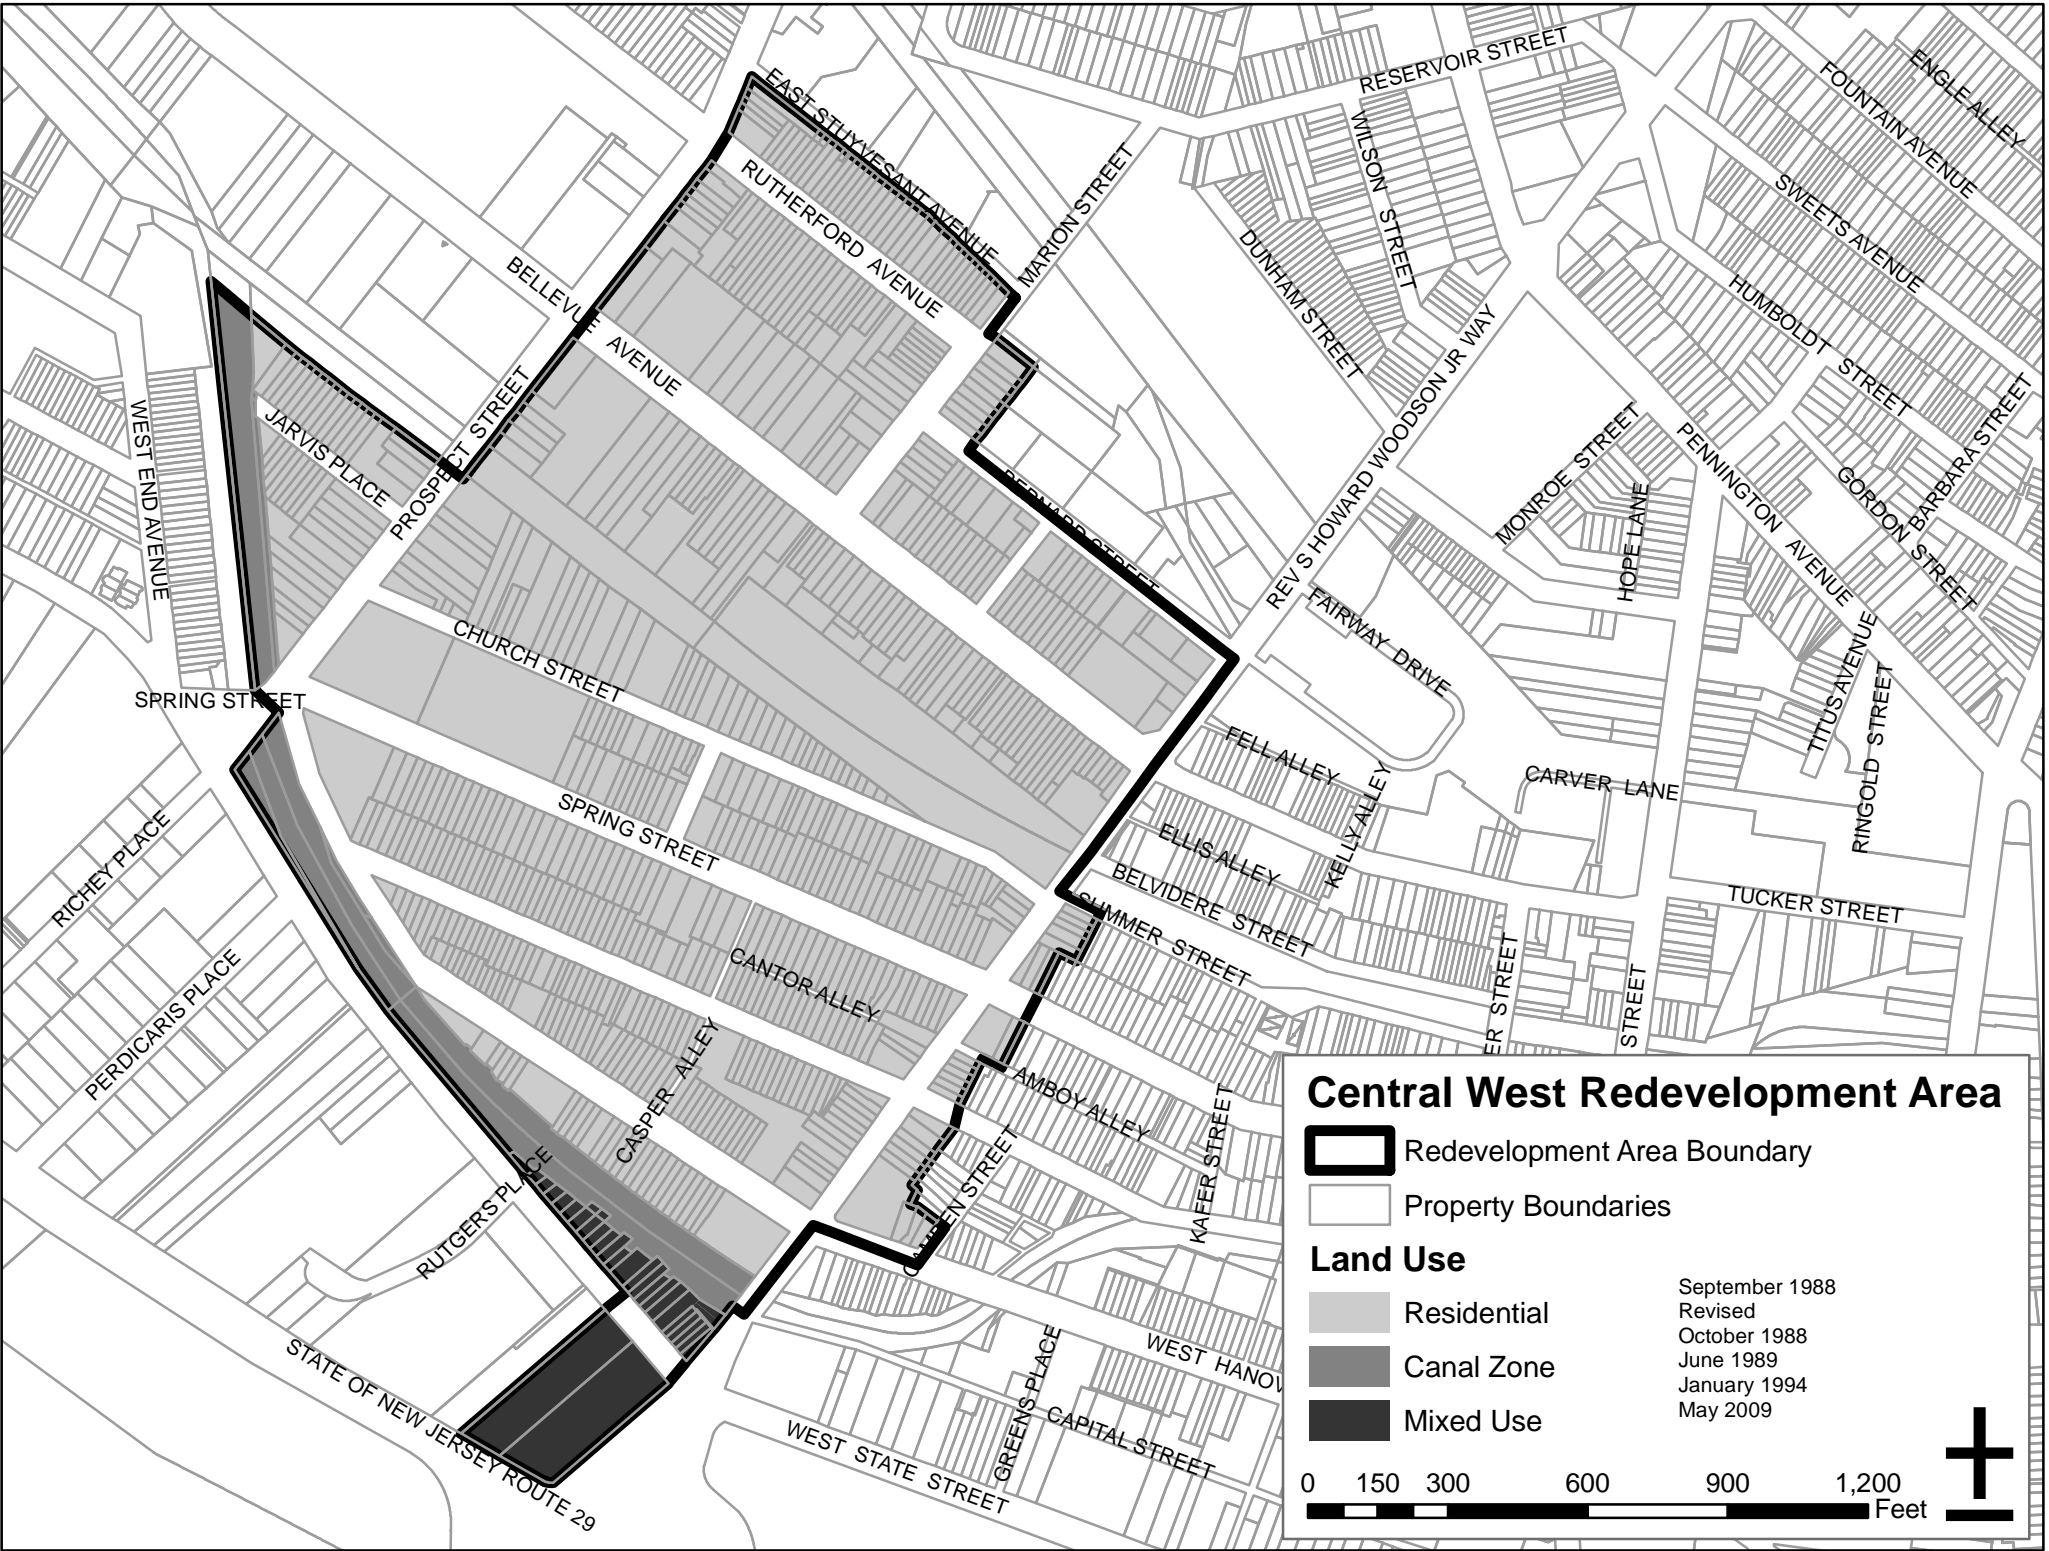 EAST STUYVESANT AVENUE
RESERVOIR STREET
ENGLE ALLEY
FOUNTAIN AVENUE
WILSON STREET
MARION STREET
RUTHERFORD AVENUE
SWEETS AVENUE
DUNHAM STREET
BELLEVUE AVENUE
HUMBOLDT STREET
REV S HOWARD WOODSON JR WAY
BARBARA STREET
WEST END AVENUE
JARVIS PLACE
PROSPECT STREET
MONROE STREET
PENNINGTON AVENUE
GORDON STREET
HOPE LANE
BERNARD STREET
FAIRWAY DRIVE
CHURCH STREET
TITUS AVENUE
RINGOLD STREET
SPRING STREET
FELL ALLEY
KELLY ALLEY
CARVER LANE
SPRING STREET
RICHEY PLACE
ELLIS ALLEY
BELVIDERE STREET
SUMMER STREET
TUCKER STREET
PERDICARIS PLACE
CANTOR ALLEY
ER STREET
STREET
CASPER ALLEY
AMBOY ALLEY
KAFER STREET
CAMDEN STREET
RUTGERS PLACE
WEST HANOV
GREENS PLACE
CAPITAL STREET
WEST STATE STREET
STATE OF NEW JERSEY ROUTE 29
Central West Redevelopment Area
Redevelopment Area Boundary
Property Boundaries
Land Use
Residential
Canal Zone
Mixed Use
September 1988
Revised
October 1988
June 1989
January 1994
May 2009
0 150 300 600 900 1,200
Feet